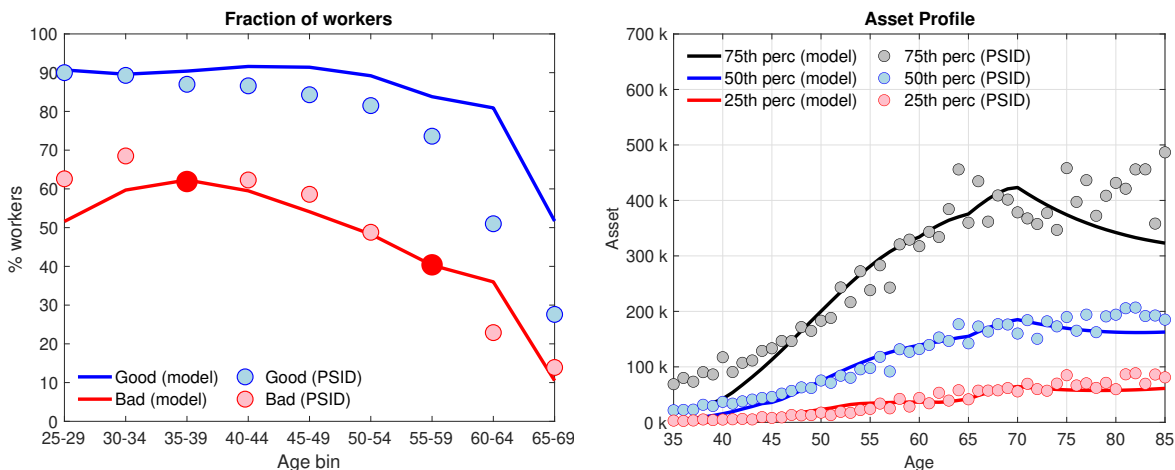 Fraction of workers
100
90
80
70
60
50
40
30
20
10
0
% workers
Good (model)
Good (PSID)
Bad (model)
Bad (PSID)
25-29 30-34 35-39 40-44 45-49 50-54 55-59 60-64 65-69
Age bin
Asset Profile
700 k
600 k
500 k
400 k
300 k
200 k
100 k
0 k
Asset
75th perc (model)
75th perc (PSID)
50th perc (model)
50th perc (PSID)
25th perc (model)
25th perc (PSID)
35 40 45 50 55 60 65 70 75 80 85
Age